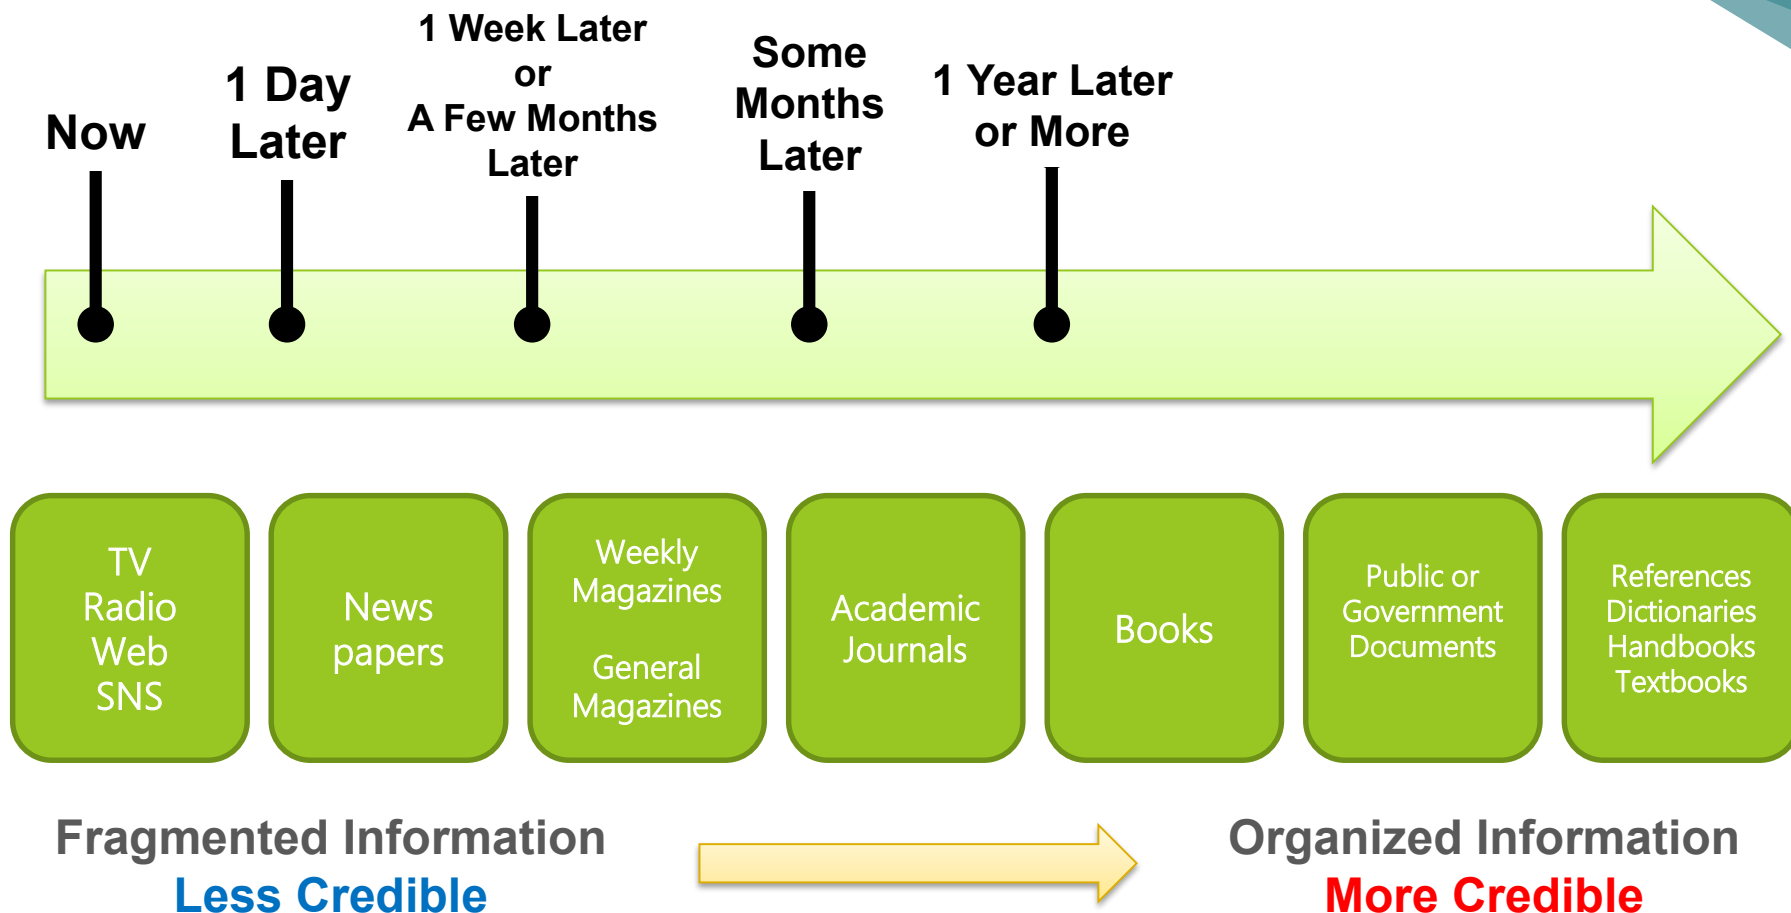 Now
1 Day
Later
1 Week Later
or
A Few Months
Later
Some
Months
Later
1 Year Later
or More
TV
Radio
Web
SNS
News
papers
Weekly
Magazines
General
Magazines
Academic
Journals
Books
Public or
Government
Documents
References
Dictionaries
Handbooks
Textbooks
Fragmented Information
Less Credible
Organized Information
More Credible